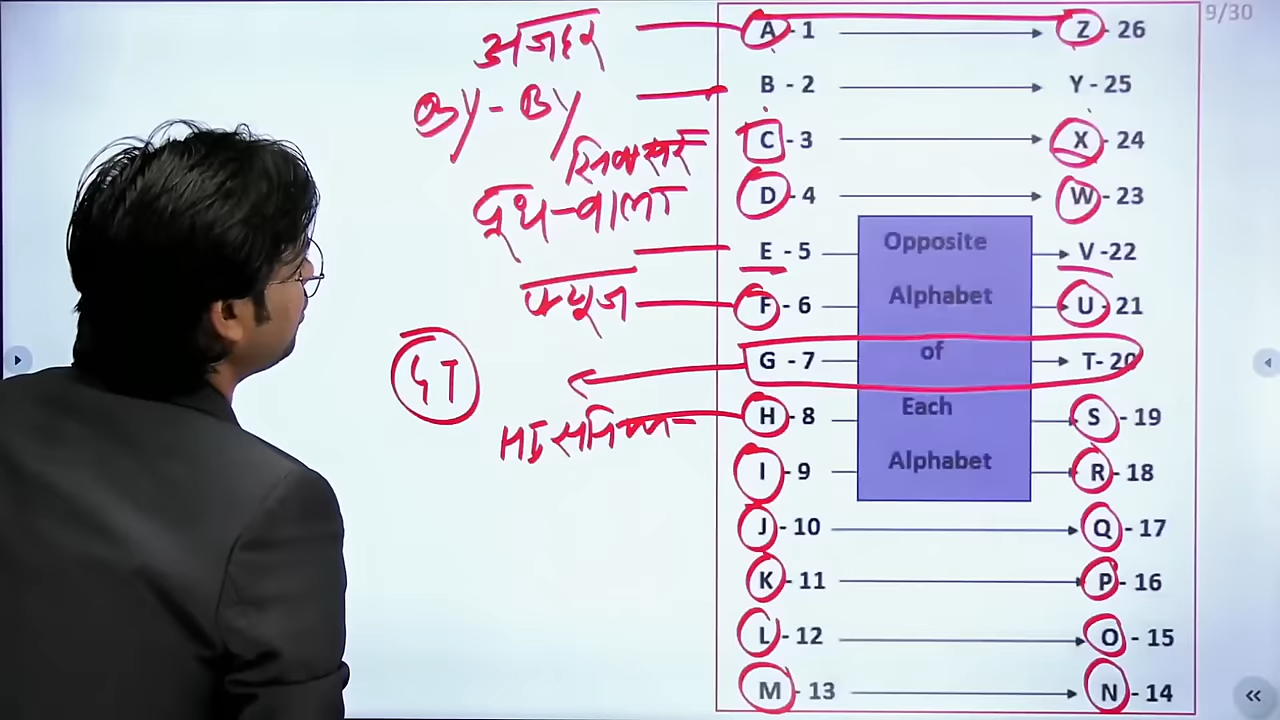 9/30
अजहर
A - 1 Z - 26
By - By
B - 2 Y - 25
C - 3 X - 24
दूध-वाला
D - 4 W - 23
E - 5 V -22
फ्यूज
F - 6 U - 21
GT
G - 7 T- 20
H - 8 S - 19
I - 9 R - 18
J - 10 Q - 17
K - 11 P - 16
L - 12 O - 15
M - 13 N - 14
Opposite
Alphabet
of
Each
Alphabet